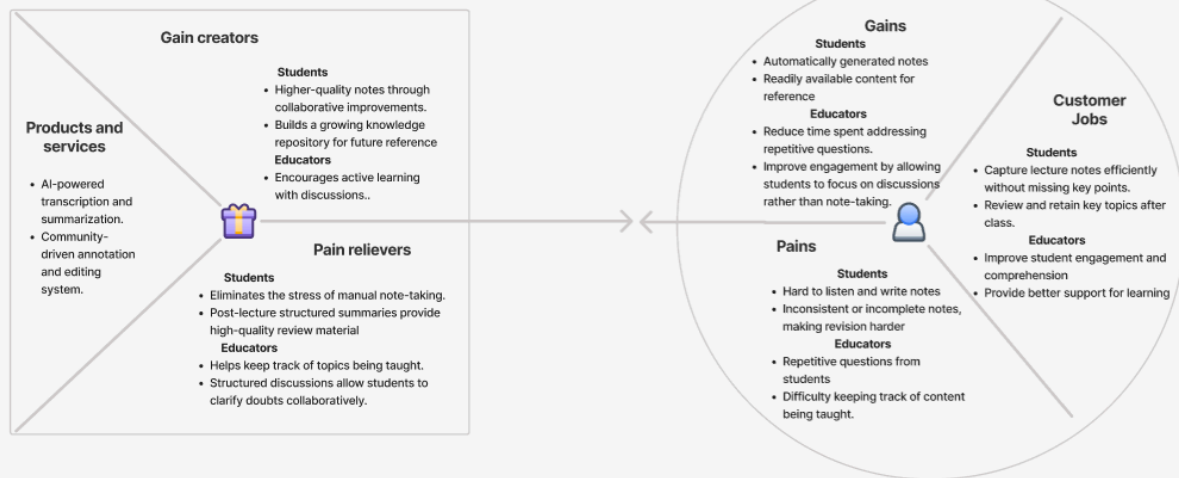 Gain creators
Students
• Higher-quality notes through
collaborative improvements.
• Builds a growing knowledge
repository for future reference
Educators
• Encourages active learning
with discussions..
Products and
services
• AI-powered
transcription and
summarization.
• Community-
driven annotation
and editing
system.
Pain relievers
Students
• Eliminates the stress of manual note-taking.
• Post-lecture structured summaries provide
high-quality review material
Educators
• Helps keep track of topics being taught.
• Structured discussions allow students to
clarify doubts collaboratively.
Gains
Students
• Automatically generated notes
• Readily available content for
reference
Educators
• Reduce time spent addressing
repetitive questions.
• Improve engagement by allowing
students to focus on discussions
rather than note-taking.
Pains
Students
• Hard to listen and write notes
• Inconsistent or incomplete notes,
making revision harder
Educators
• Repetitive questions from
students
• Difficulty keeping track of content
being taught.
Customer
Jobs
Students
• Capture lecture notes efficiently
without missing key points.
• Review and retain key topics after
class.
Educators
• Improve student engagement and
comprehension
• Provide better support for learning